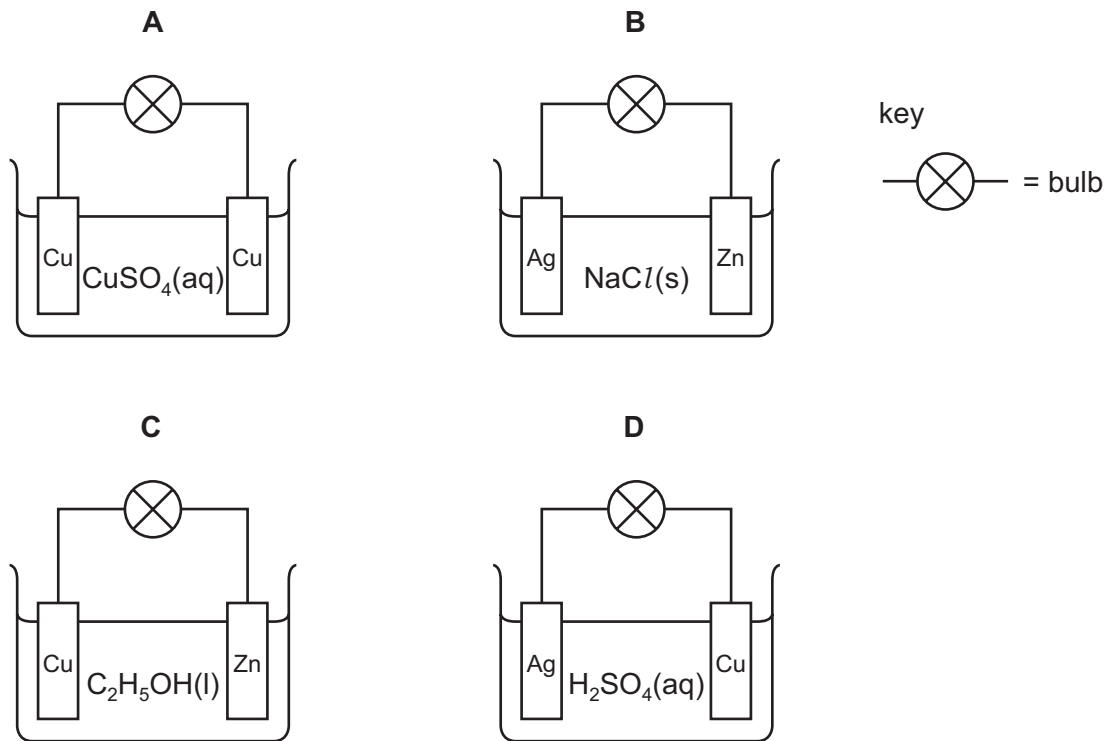 A
B
Cu
CuSO₄(aq)
Cu
Ag
NaCl(s)
Zn
key
= bulb
C
D
Cu
C₂H₅OH(l)
Zn
Ag
H₂SO₄(aq)
Cu